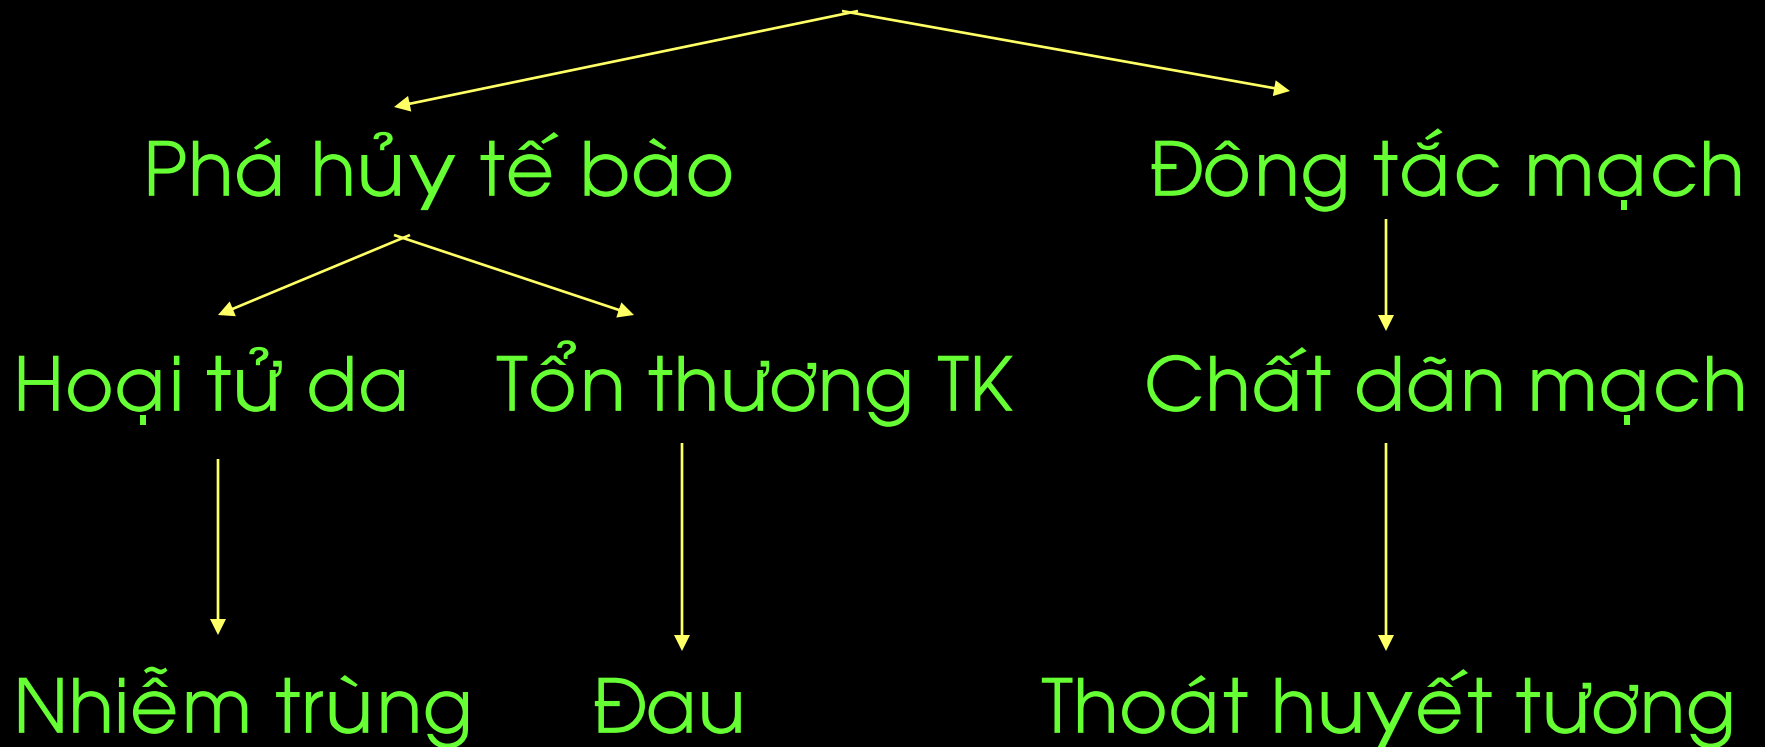 Phá hủy tế bào
Đông tắc mạch
Hoại tử da
Tổn thương TK
Chất dãn mạch
Nhiễm trùng
Đau
Thoát huyết tương